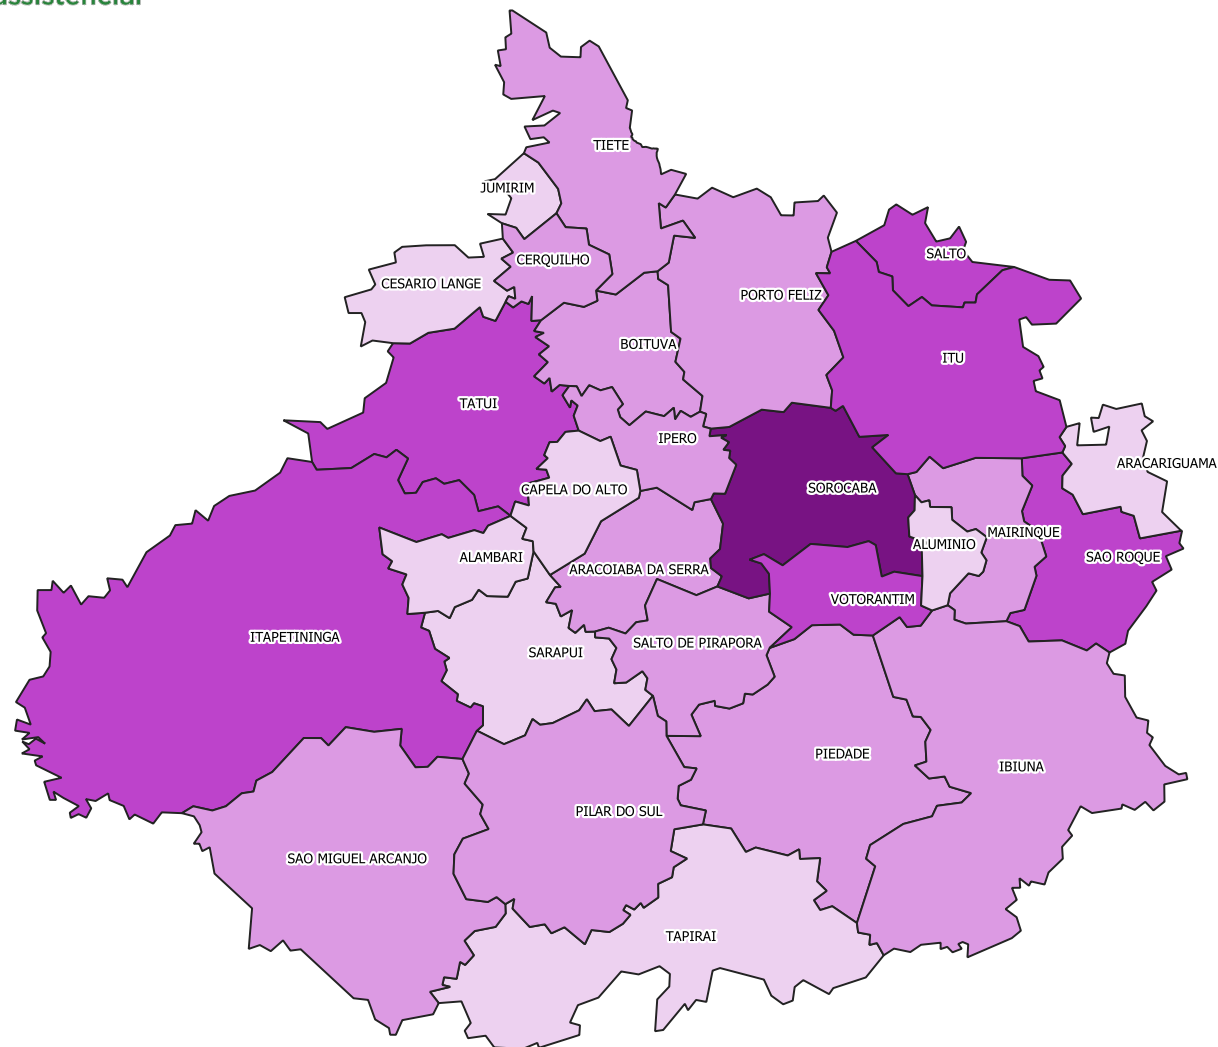 assistencial
TIETE
JUMIRIM
SALTO
CERQUILHO
CESARIO LANGE
PORTO FELIZ
BOITUVA
ITU
TATUI
IPERO
ARACARIGUAMA
CAPELA DO ALTO
SOROCABA
MAIRINQUE
ALUMINIO
ALAMBARI
SAO ROQUE
ARACOIABA DA SERRA
VOTORANTIM
ITAPETININGA
SALTO DE PIRAPORA
SARAPUI
PIEDADE
IBIUNA
PILAR DO SUL
SAO MIGUEL ARCANJO
TAPIRAI